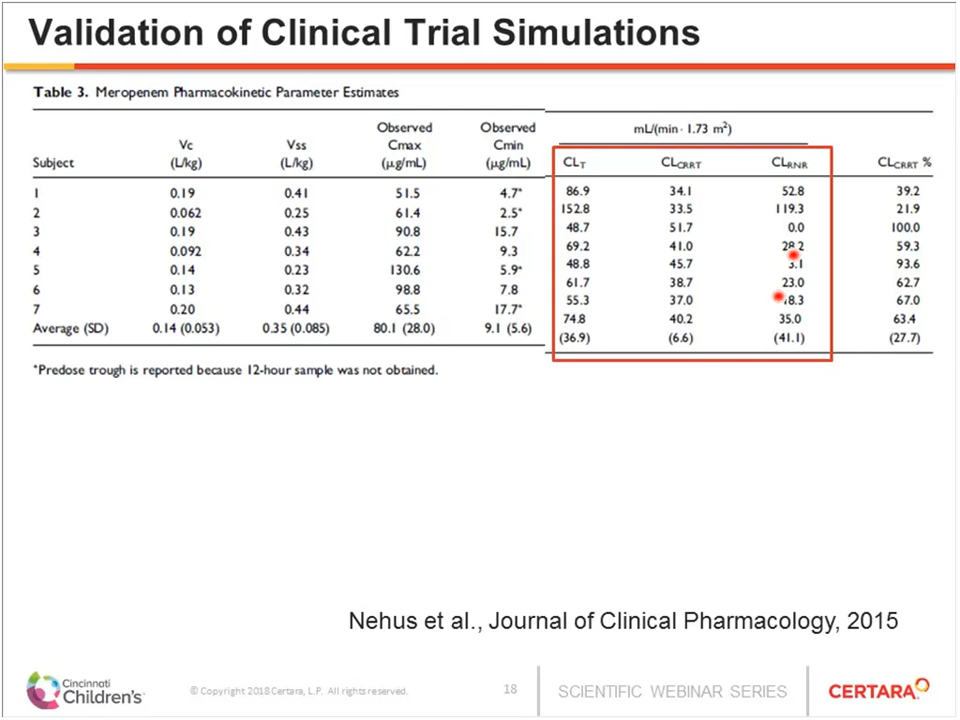 Validation of Clinical Trial Simulations
Table 3. Meropenem Pharmacokinetic Parameter Estimates
Subject Vc (L/kg) Vss (L/kg) Observed Cmax (μg/mL) Observed Cmin (μg/mL) mL/(min· 1.73 m²) CL_T CL_CRRT CL_RNR CL_CRRT %
1 0.19 0.41 51.5 4.7* 86.9 34.1 52.8 39.2
2 0.062 0.25 61.4 2.5* 152.8 33.5 119.3 21.9
3 0.19 0.43 90.8 15.7 48.7 51.7 0.0 100.0
4 0.092 0.34 62.2 9.3 69.2 41.0 28.2 59.3
5 0.14 0.23 130.6 5.9* 48.8 45.7 3.1 93.6
6 0.13 0.32 98.8 7.8 61.7 38.7 23.0 62.7
7 0.20 0.44 65.5 17.7* 55.3 37.0 18.3 67.0
Average (SD) 0.14 (0.053) 0.35 (0.085) 80.1 (28.0) 9.1 (5.6) 74.8 40.2 35.0 63.4
(36.9) (6.6) (41.1) (27.7)
*Predose trough is reported because 12-hour sample was not obtained.
Nehus et al., Journal of Clinical Pharmacology, 2015
Cincinnati
Children's
© Copyright 2018 Certara, L.P. All rights reserved.
18
SCIENTIFIC WEBINAR SERIES
CERTARA